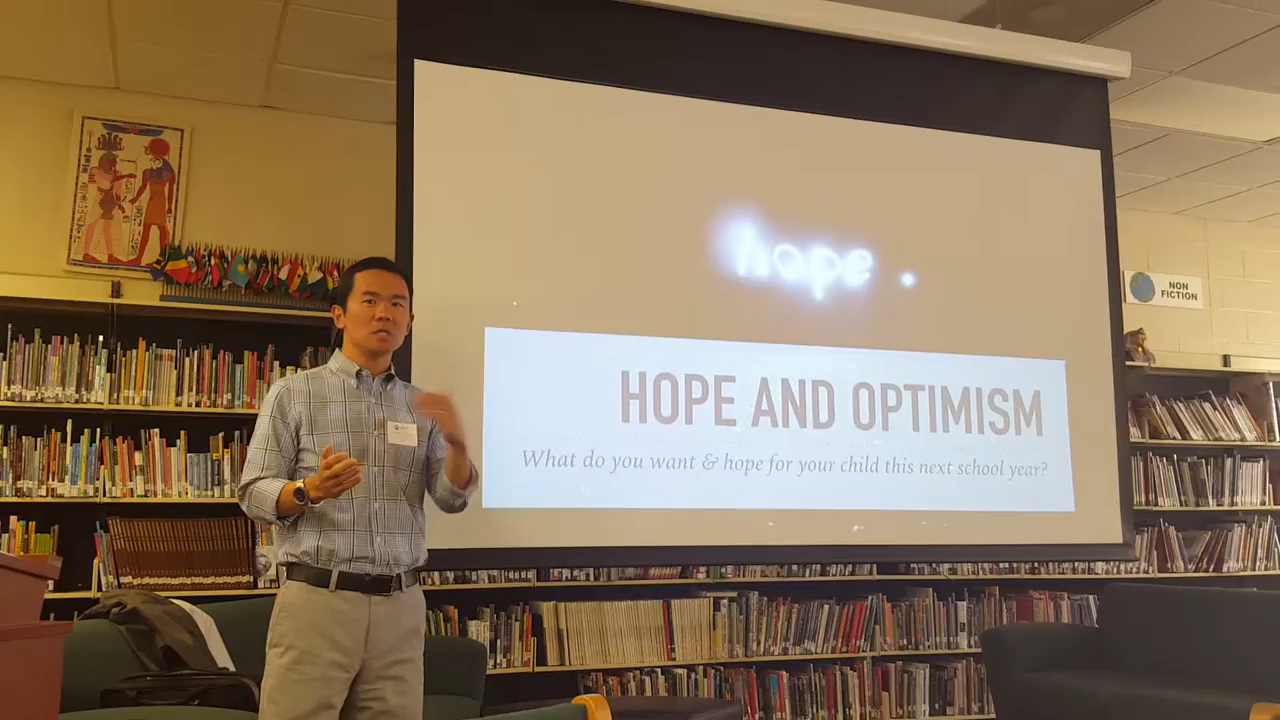 hope.
HOPE AND OPTIMISM
What do you want & hope for your child this next school year?
NON
FICTION